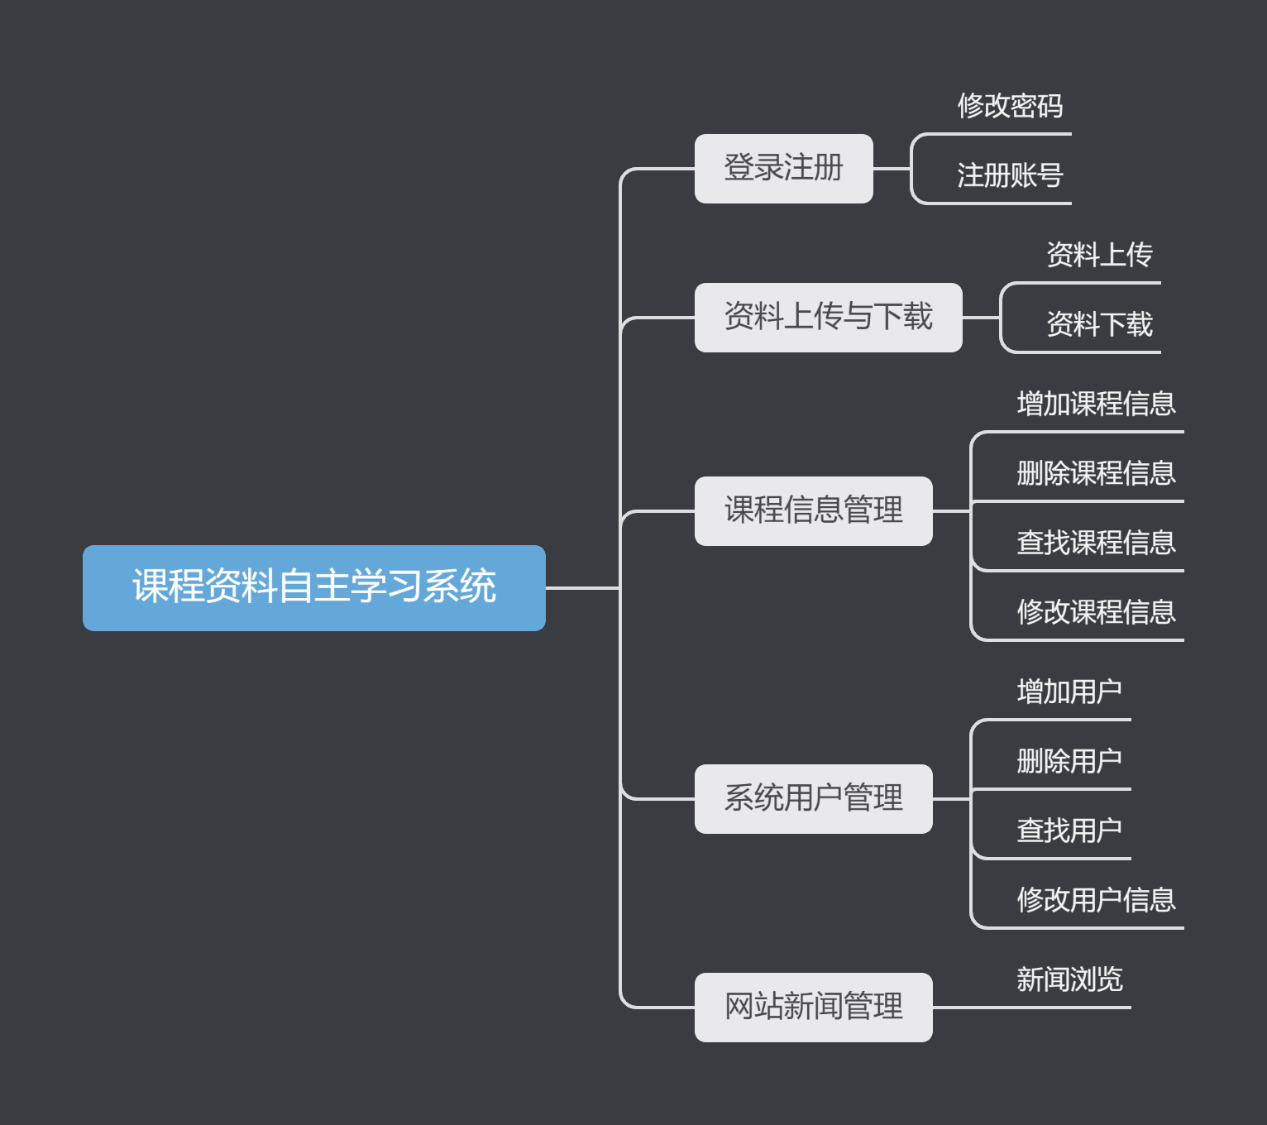 课程资料自主学习系统
登录注册
修改密码
注册账号
资料上传与下载
资料上传
资料下载
课程信息管理
增加课程信息
删除课程信息
查找课程信息
修改课程信息
系统用户管理
增加用户
删除用户
查找用户
修改用户信息
网站新闻管理
新闻浏览